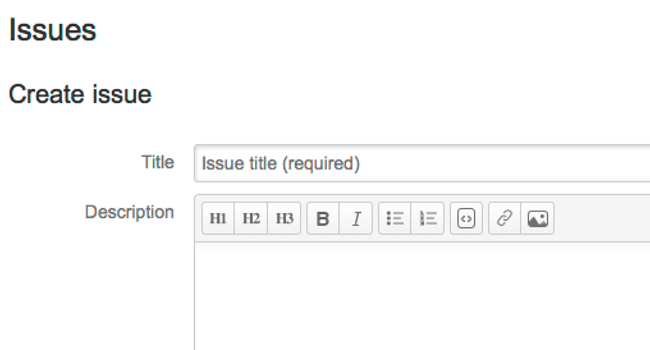 Issues
Create issue
Title Issue title (required)
Description H1 H2 H3 B I